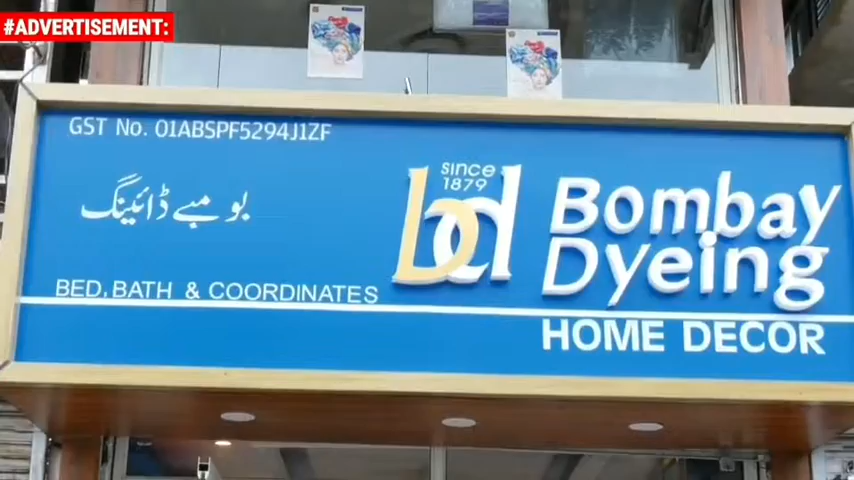 #ADVERTISEMENT:
GST No. 01ABSPF5294J1ZF
بومبے ڈائینگ
BED, BATH & COORDINATES
since
1879
bd
Bombay
Dyeing
HOME DECOR